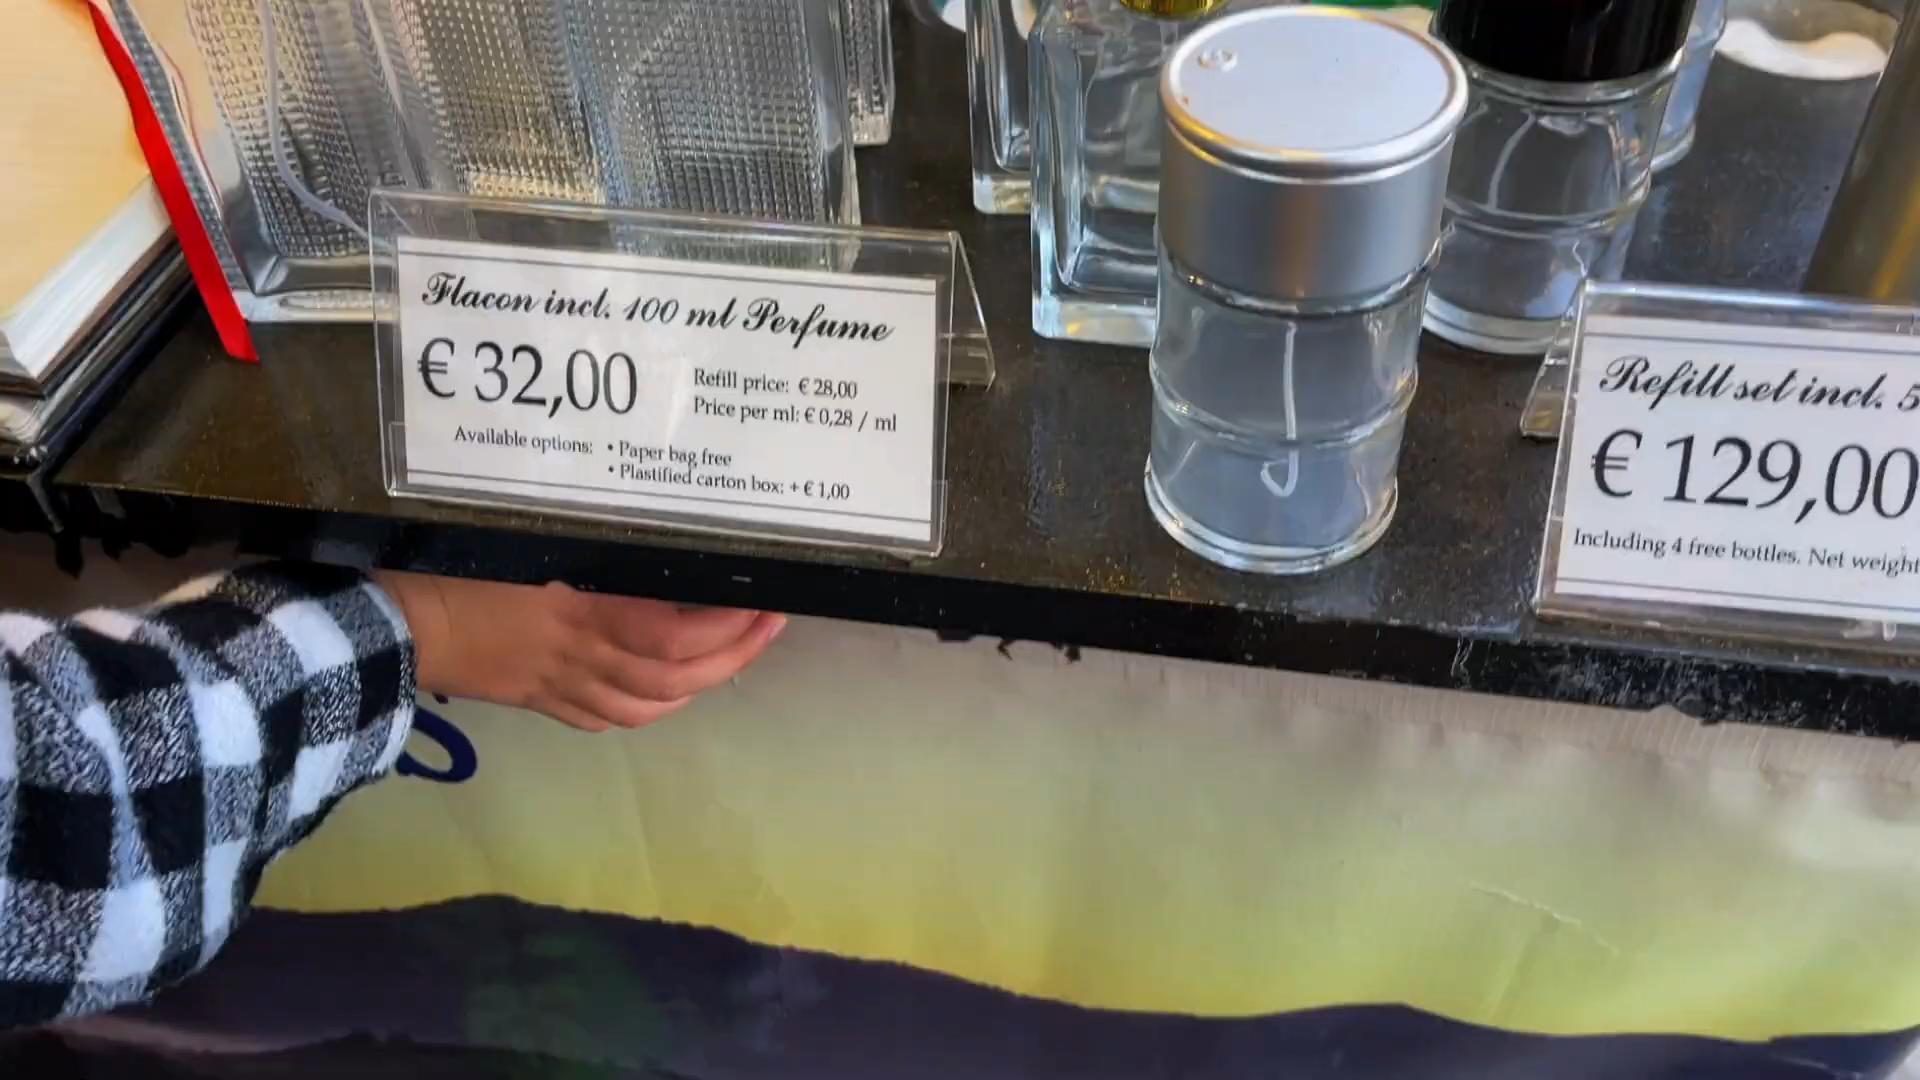 Flacon incl. 100 ml Perfume
€ 32,00
Refill price: € 28,00
Price per ml: € 0,28 / ml
Available options: • Paper bag free
• Plastified carton box: + € 1,00
Refill set incl. 5
€ 129,00
Including 4 free bottles. Net weight